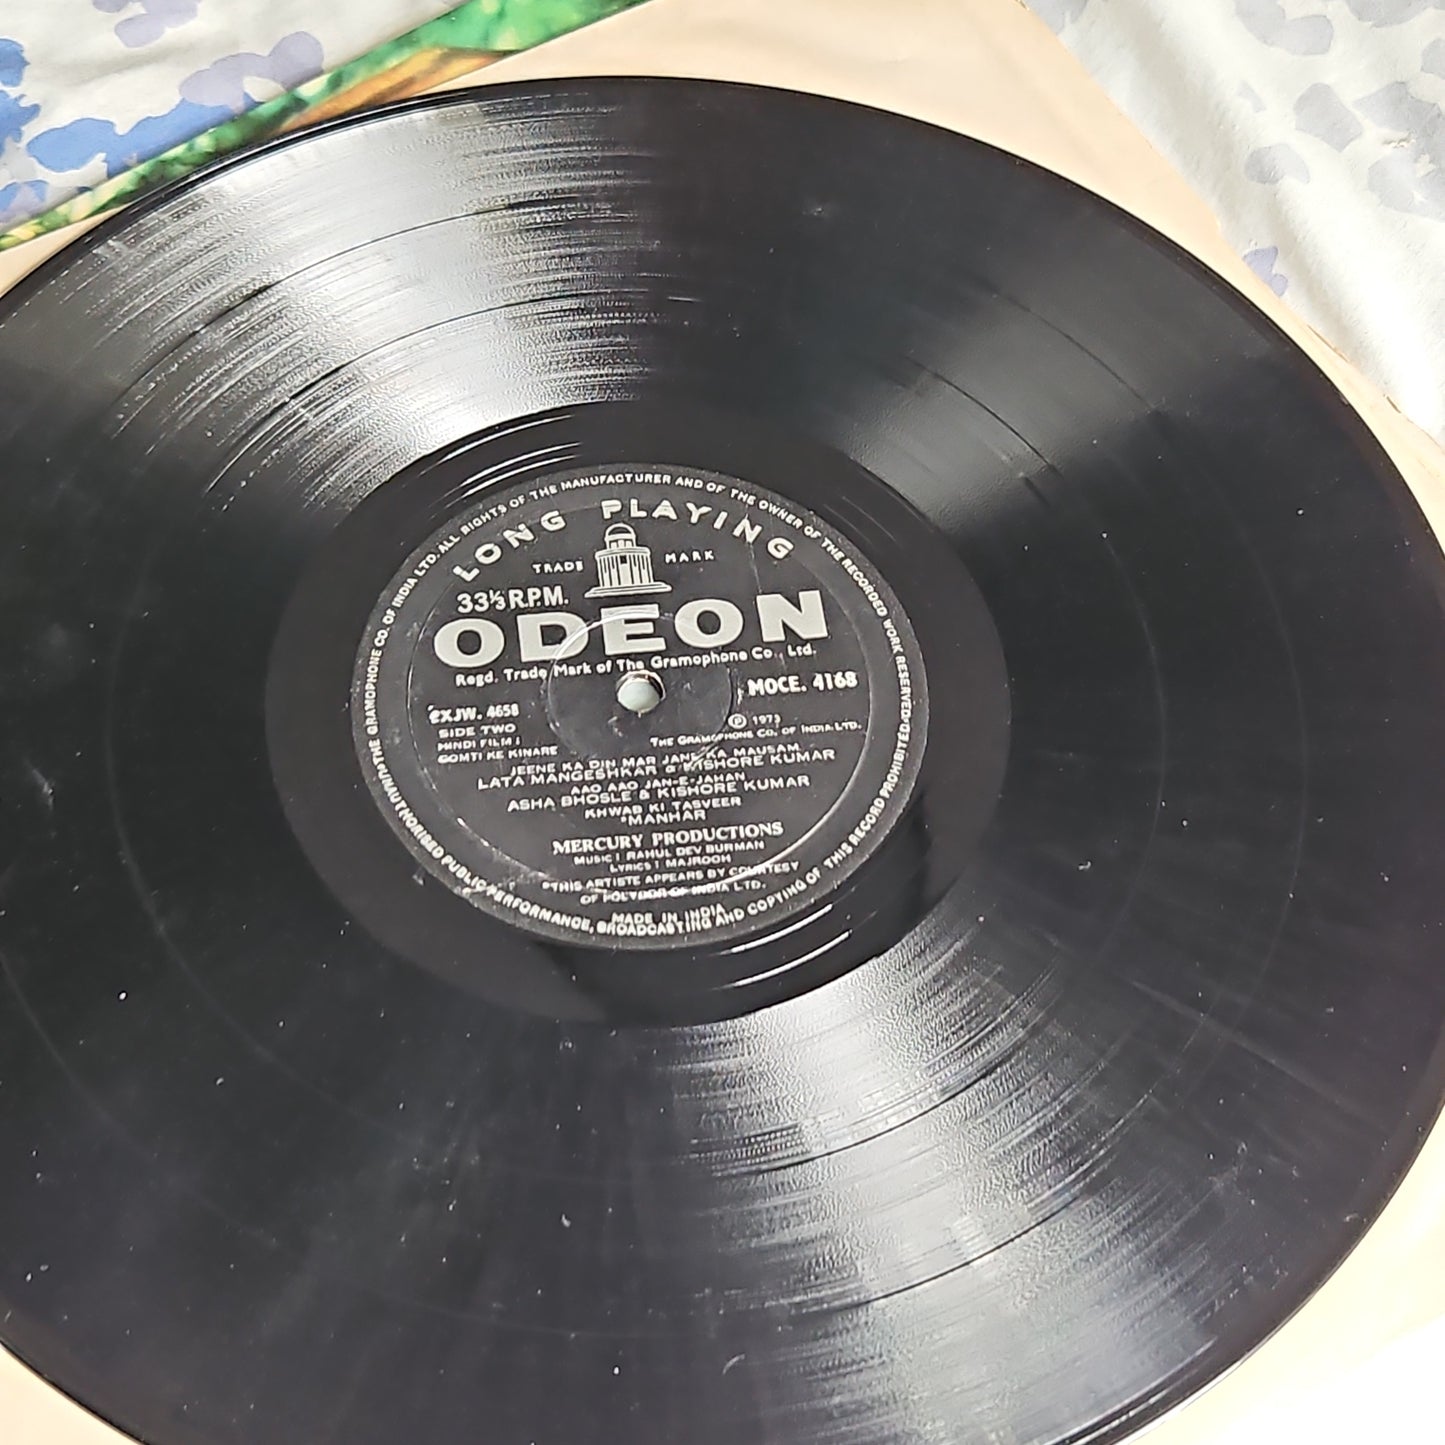 LONG PLAYING
TRADE MARK
33⅓ R.P.M.
ODEON
Regd. Trade Mark of The Gramophone Co., Ltd.
MOCE. 4168
2XJW. 4658
SIDE TWO
℗ 1973
HINDI FILM:
THE GRAMOPHONE CO. OF INDIA LTD.
GOMTI KE KINARE
JEENE KA DIN MAR JANE KA MAUSAM
LATA MANGESHKAR & KISHORE KUMAR
AAO AAO JAN-E-JAHAN
ASHA BHOSLE & KISHORE KUMAR
KHWAB KI TASVEER
*MANHAR
MERCURY PRODUCTIONS
MUSIC: RAHUL DEV BURMAN
LYRICS: MAJROOH
*THIS ARTISTE APPEARS BY COURTESY
OF POLYDOR OF INDIA LTD.
MADE IN INDIA
THE GRAMOPHONE CO. OF INDIA LTD. ALL RIGHTS OF THE MANUFACTURER AND OF THE OWNER OF THE RECORDED WORK RESERVED. UNAUTHORISED PUBLIC PERFORMANCE, BROADCASTING AND COPYING OF THIS RECORD PROHIBITED